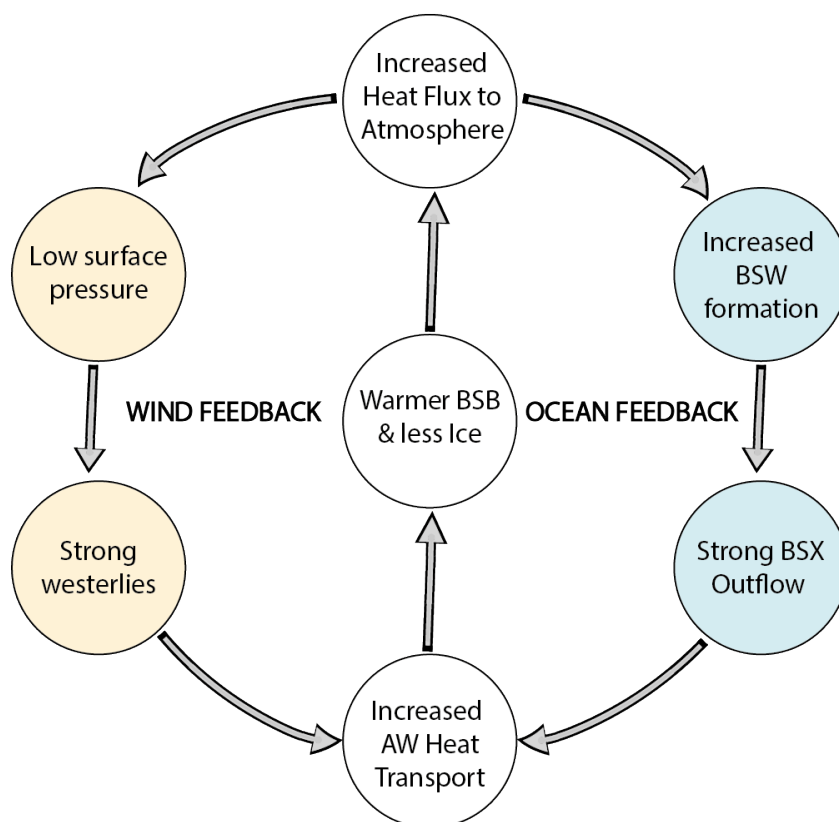 Increased
Heat Flux to
Atmosphere
Low surface
pressure
Increased
BSW
formation
WIND FEEDBACK
Warmer BSB
& less Ice
OCEAN FEEDBACK
Strong
westerlies
Strong BSX
Outflow
Increased
AW Heat
Transport